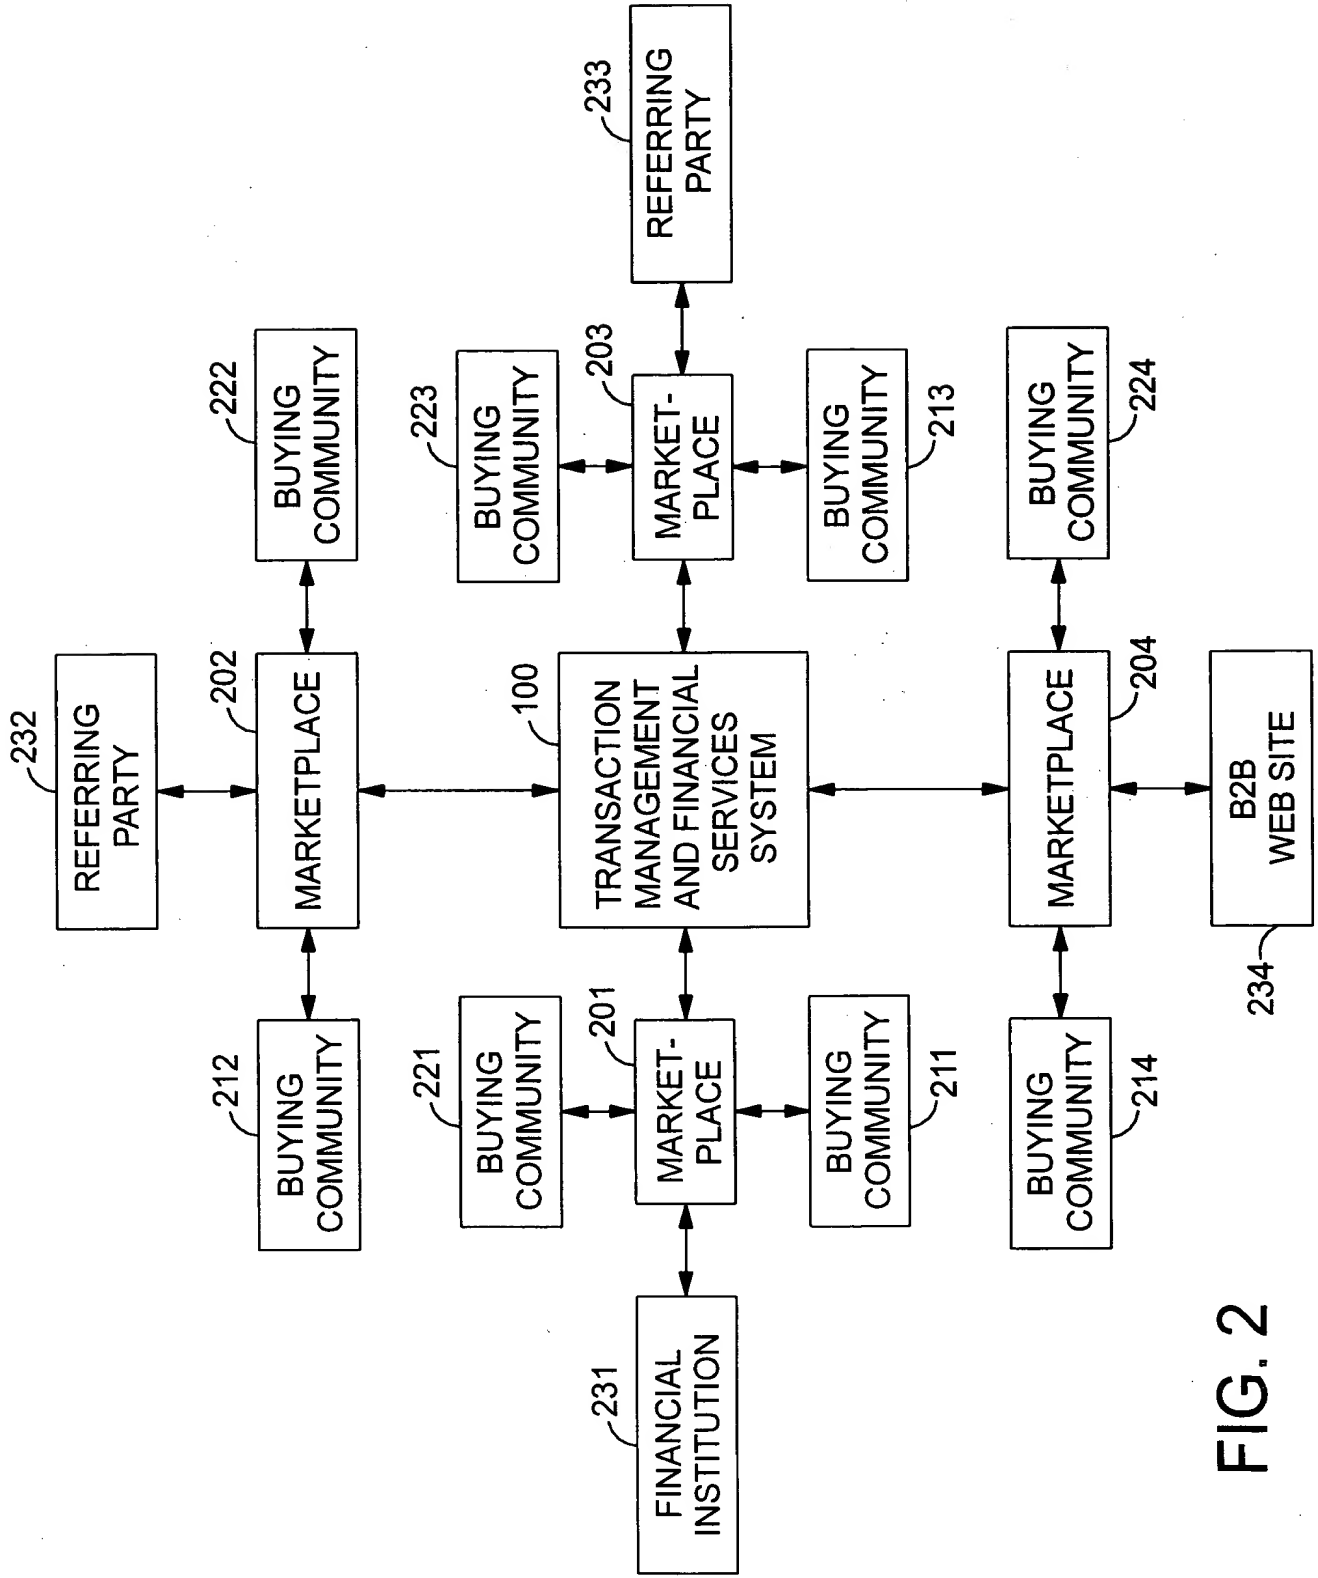 232
REFERRING
PARTY
212
BUYING
COMMUNITY
202
MARKETPLACE
222
BUYING
COMMUNITY
221
BUYING
COMMUNITY
223
BUYING
COMMUNITY
231
FINANCIAL
INSTITUTION
201
MARKET-
PLACE
100
TRANSACTION
MANAGEMENT
AND FINANCIAL
SERVICES
SYSTEM
203
MARKET-
PLACE
233
REFERRING
PARTY
BUYING
COMMUNITY
211
BUYING
COMMUNITY
213
BUYING
COMMUNITY
214
MARKETPLACE
204
BUYING
COMMUNITY
224
234
B2B
WEB SITE
FIG. 2